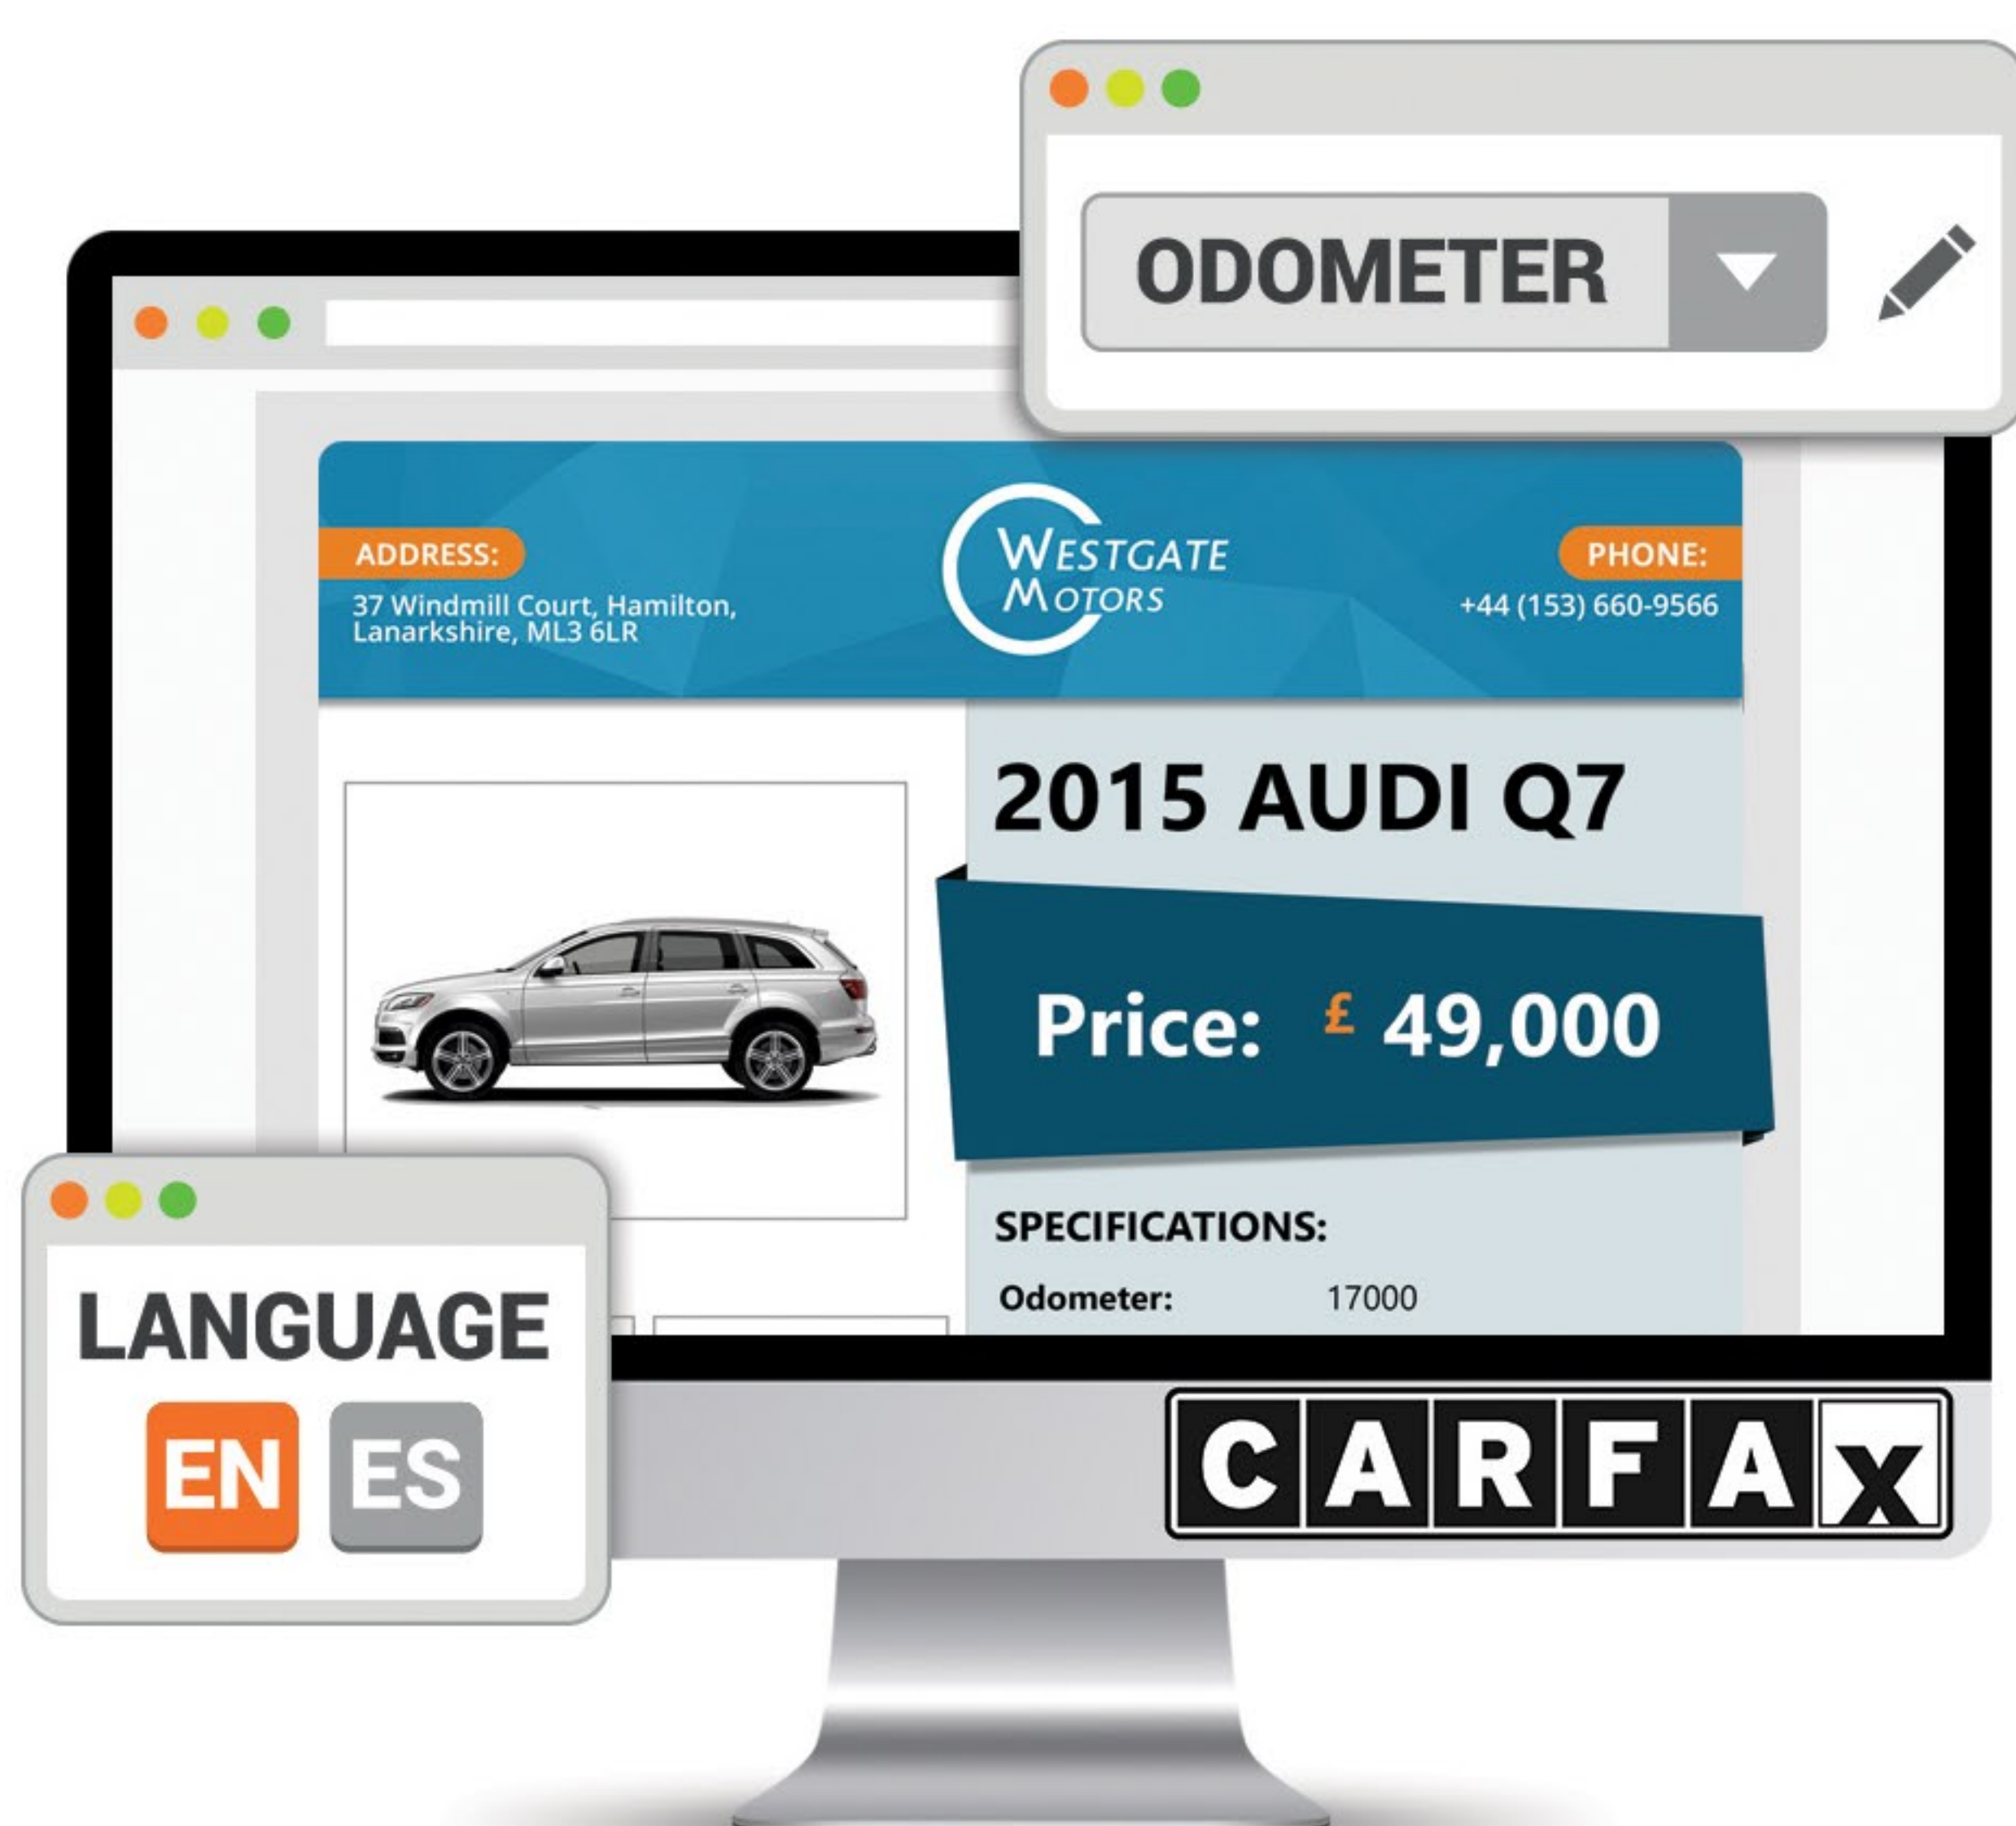 ODOMETER
ADDRESS:
37 Windmill Court, Hamilton,
Lanarkshire, ML3 6LR
WESTGATE
MOTORS
PHONE:
+44 (153) 660-9566
2015 AUDI Q7
Price: £ 49,000
SPECIFICATIONS:
Odometer: 17000
LANGUAGE
EN ES
CARFAX